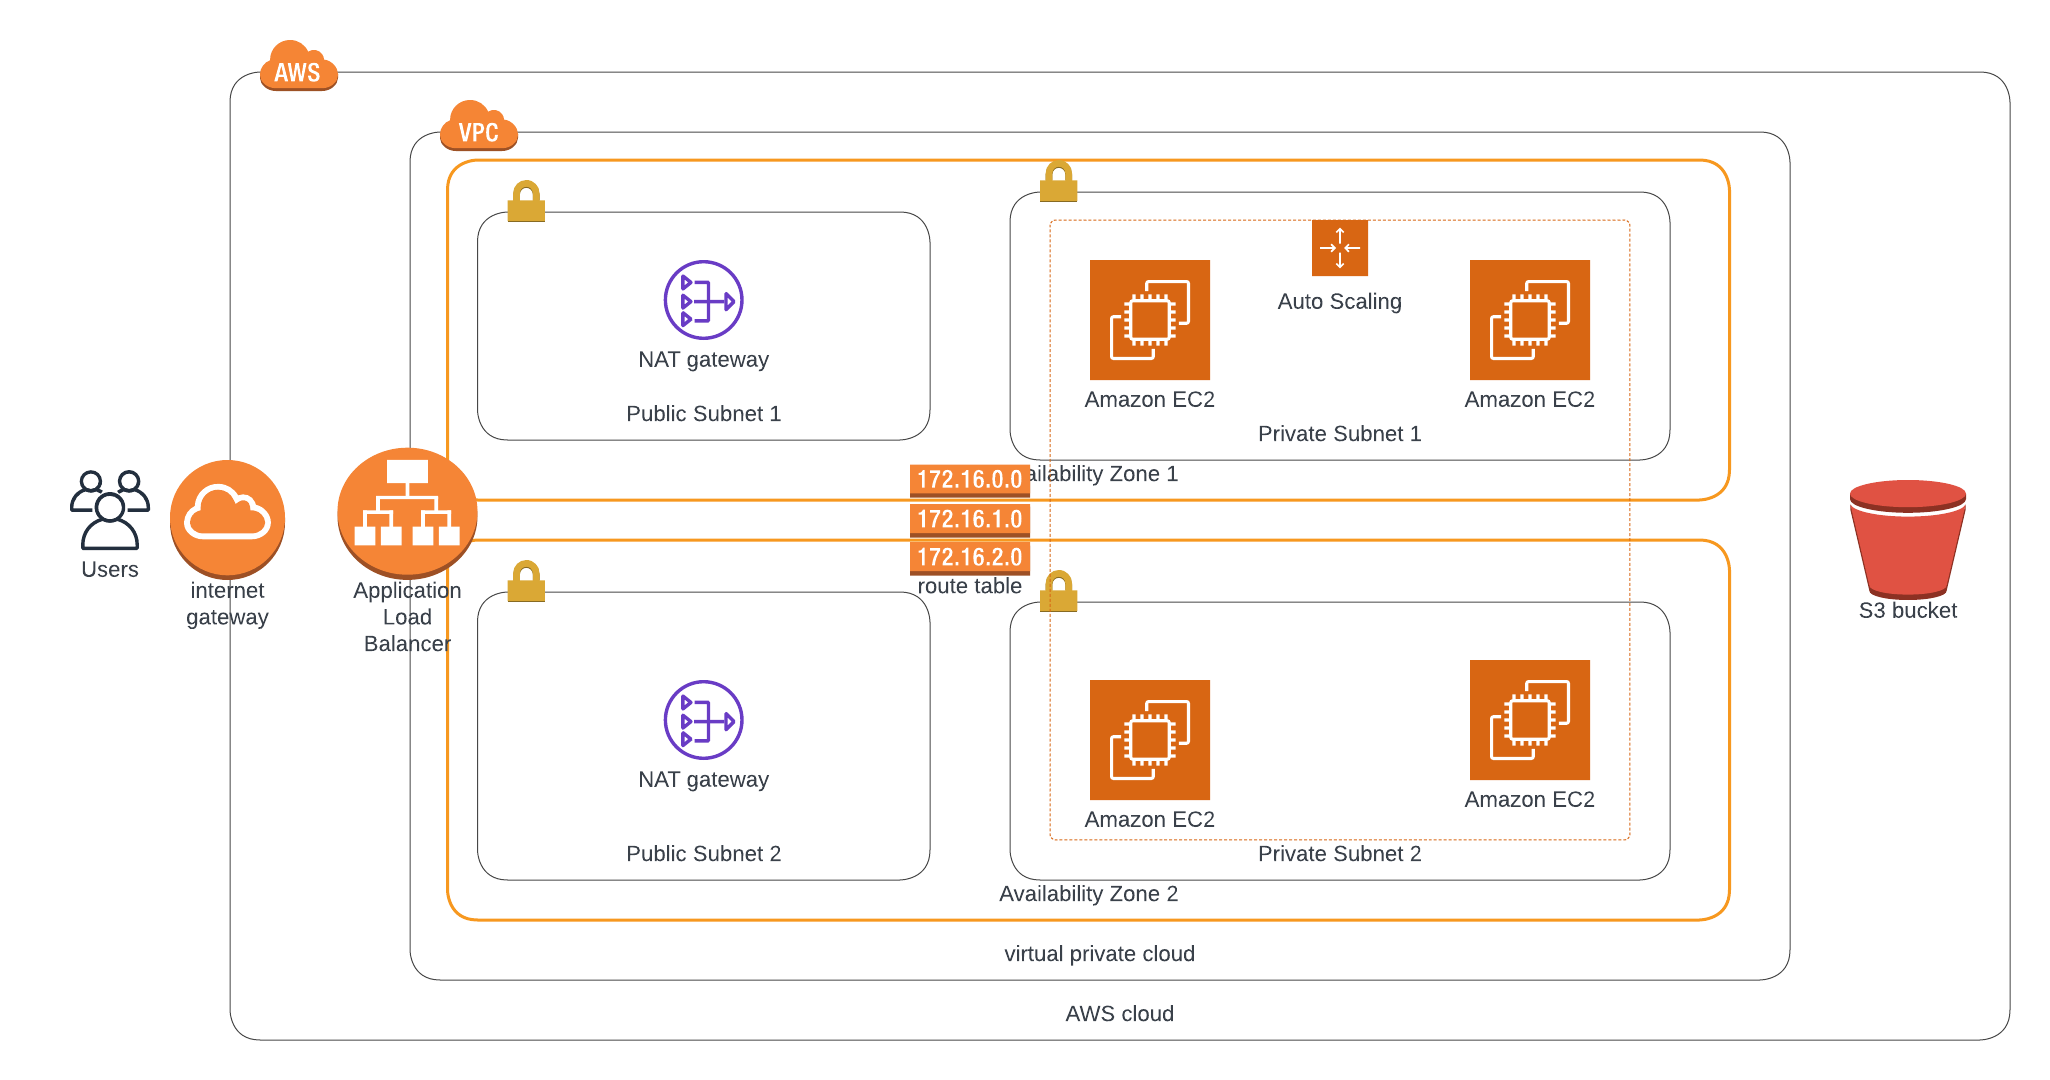 AWS
VPC
NAT gateway
Public Subnet 1
Auto Scaling
Amazon EC2
Amazon EC2
Private Subnet 1
172.16.0.0
ailability Zone 1
172.16.1.0
172.16.2.0
route table
Users
internet
gateway
Application
Load
Balancer
S3 bucket
NAT gateway
Public Subnet 2
Amazon EC2
Amazon EC2
Private Subnet 2
Availability Zone 2
virtual private cloud
AWS cloud